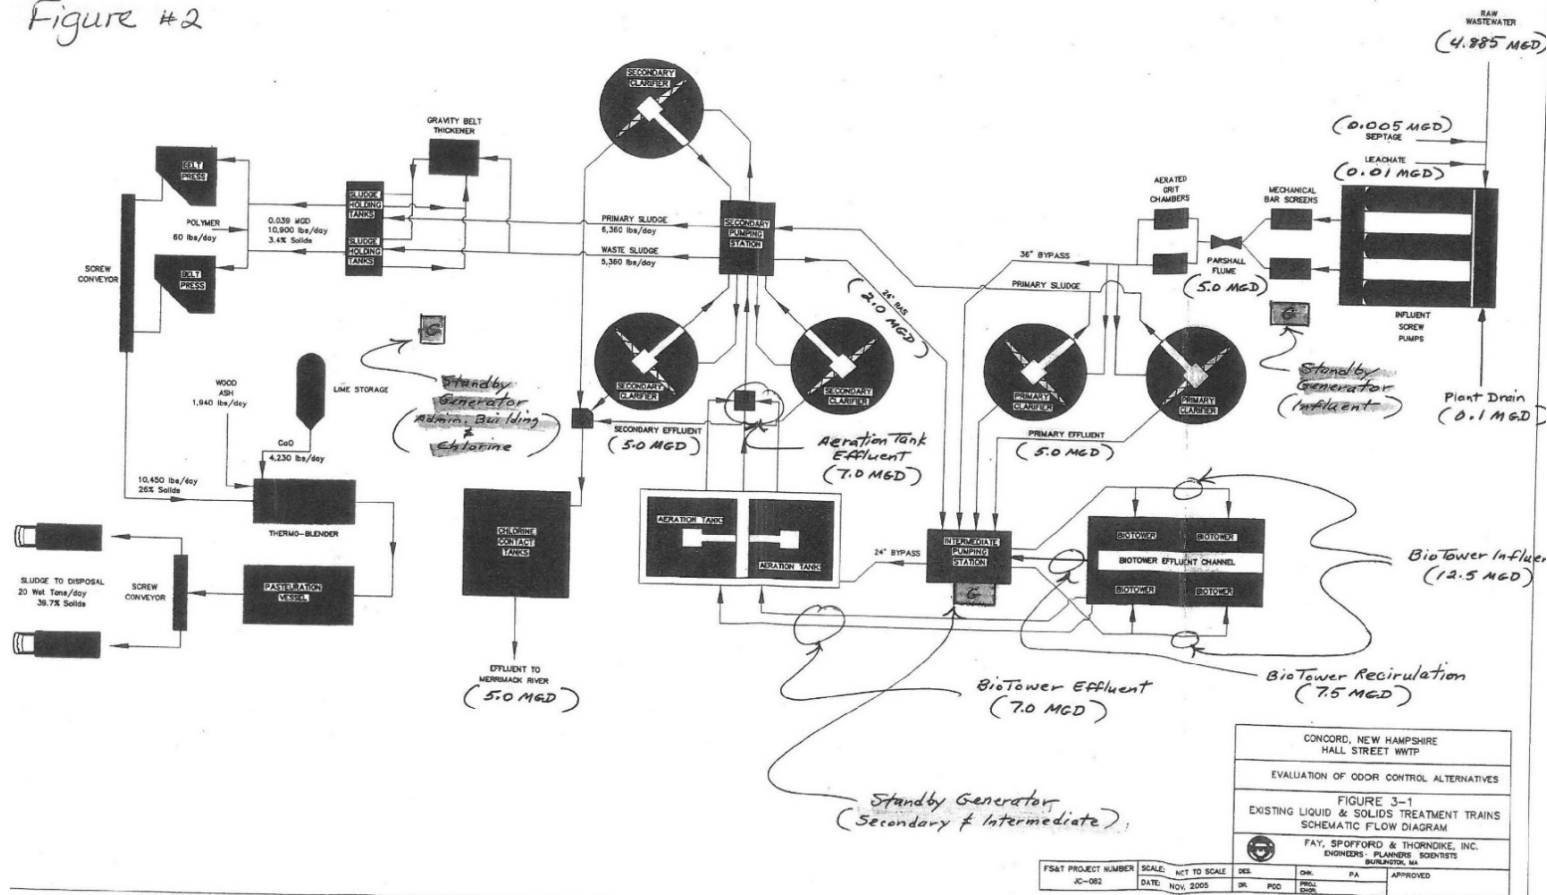 Figure #2
RAW
WASTEWATER
(4.885 MGD)
(0.005 MGD)
SEPTAGE
LEACHATE
(0.01 MGD)
SECONDARY
CLARIFIER
GRAVITY BELT
THICKENER
BELT
PRESS
SLUDGE
HOLDING
TANKS
SLUDGE
HOLDING
TANKS
POLYMER
60 lbs/day
0.039 MGD
10,900 lbs/day
3.4% Solids
PRIMARY SLUDGE
6,360 lbs/day
WASTE SLUDGE
5,360 lbs/day
SECONDARY
PUMPING
STATION
AERATED
GRIT
CHAMBERS
MECHANICAL
BAR SCREENS
36" BYPASS
PARSHALL
FLUME
(5.0 MGD)
PRIMARY SLUDGE
24" RAS
(2.0 MGD)
INFLUENT
SCREW
PUMPS
SCREW
CONVEYOR
BELT
PRESS
G
G
SECONDARY
CLARIFIER
SECONDARY
CLARIFIER
PRIMARY
CLARIFIER
PRIMARY
CLARIFIER
Standby
Generator
(Admin. Building
&
Chlorine)
Standby
Generator
(Influent)
Plant Drain
(0.1 MGD)
WOOD
ASH
1,940 lbs/day
LIME STORAGE
CaO
4,230 lbs/day
SECONDARY EFFLUENT
(5.0 MGD)
Aeration Tank
Effluent
(7.0 MGD)
PRIMARY EFFLUENT
(5.0 MGD)
10,450 lbs/day
26% Solids
THERMO-BLENDER
CHLORINE
CONTACT
TANKS
AERATION TANK
AERATION TANK
24" BYPASS
INTERMEDIATE
PUMPING
STATION
G
BIOTOWER
BIOTOWER
BIOTOWER EFFLUENT CHANNEL
BIOTOWER
BIOTOWER
BioTower Influen
(12.5 MGD)
SLUDGE TO DISPOSAL
20 Wet Tons/day
39.7% Solids
SCREW
CONVEYOR
PASTEURATION
VESSEL
EFFLUENT TO
MERRIMACK RIVER
(5.0 MGD)
BioTower Effluent
(7.0 MGD)
BioTower Recirulation
(7.5 MGD)
Standby Generator
(Secondary & Intermediate)
CONCORD, NEW HAMPSHIRE
HALL STREET WWTP
EVALUATION OF ODOR CONTROL ALTERNATIVES
FIGURE 3-1
EXISTING LIQUID & SOLIDS TREATMENT TRAINS
SCHEMATIC FLOW DIAGRAM
FAY, SPOFFORD & THORNDIKE, INC.
ENGINEERS · PLANNERS SCIENTISTS
BURLINGTON, MA
FS&T PROJECT NUMBER
JC-082
SCALE: NOT TO SCALE
DATE: NOV, 2005
DES.
DR. PDD
CHK. PA
PROJ.
ENGR.
APPROVED